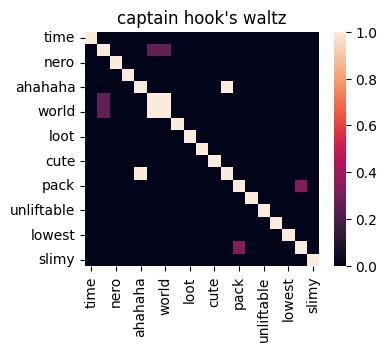 captain hook's waltz
time
nero
ahahaha
world
loot
cute
pack
unliftable
lowest
slimy
time
nero
ahahaha
world
loot
cute
pack
unliftable
lowest
slimy
1.0
0.8
0.6
0.4
0.2
0.0